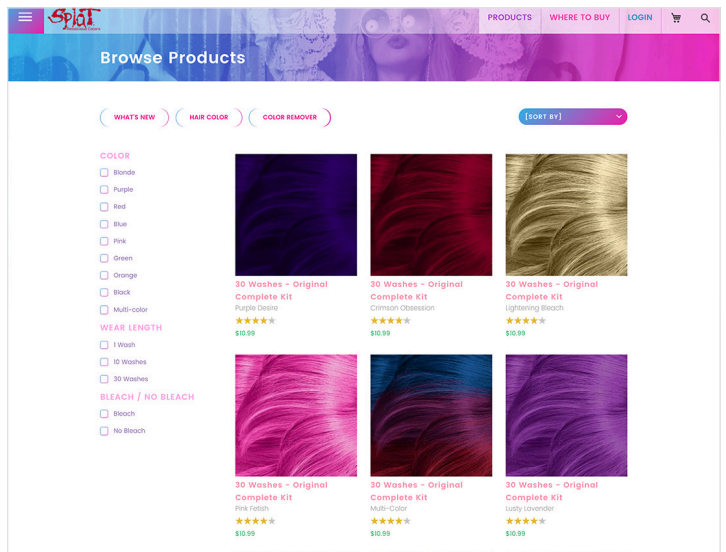 Splat
PRODUCTS
WHERE TO BUY
LOGIN
Browse Products
WHAT'S NEW
HAIR COLOR
COLOR REMOVER
[SORT BY]
COLOR
Blonde
Purple
Red
Blue
Pink
Green
Orange
Black
Multi-color
WEAR LENGTH
1 Wash
10 Washes
30 Washes
BLEACH / NO BLEACH
Bleach
No Bleach
30 Washes - Original
Complete Kit
Purple Desire
$10.99
30 Washes - Original
Complete Kit
Crimson Obsession
$10.99
30 Washes - Original
Complete Kit
Lightening Bleach
$10.99
30 Washes - Original
Complete Kit
Pink Fetish
$10.99
30 Washes - Original
Complete Kit
Multi-Color
$10.99
30 Washes - Original
Complete Kit
Lusty Lavender
$10.99